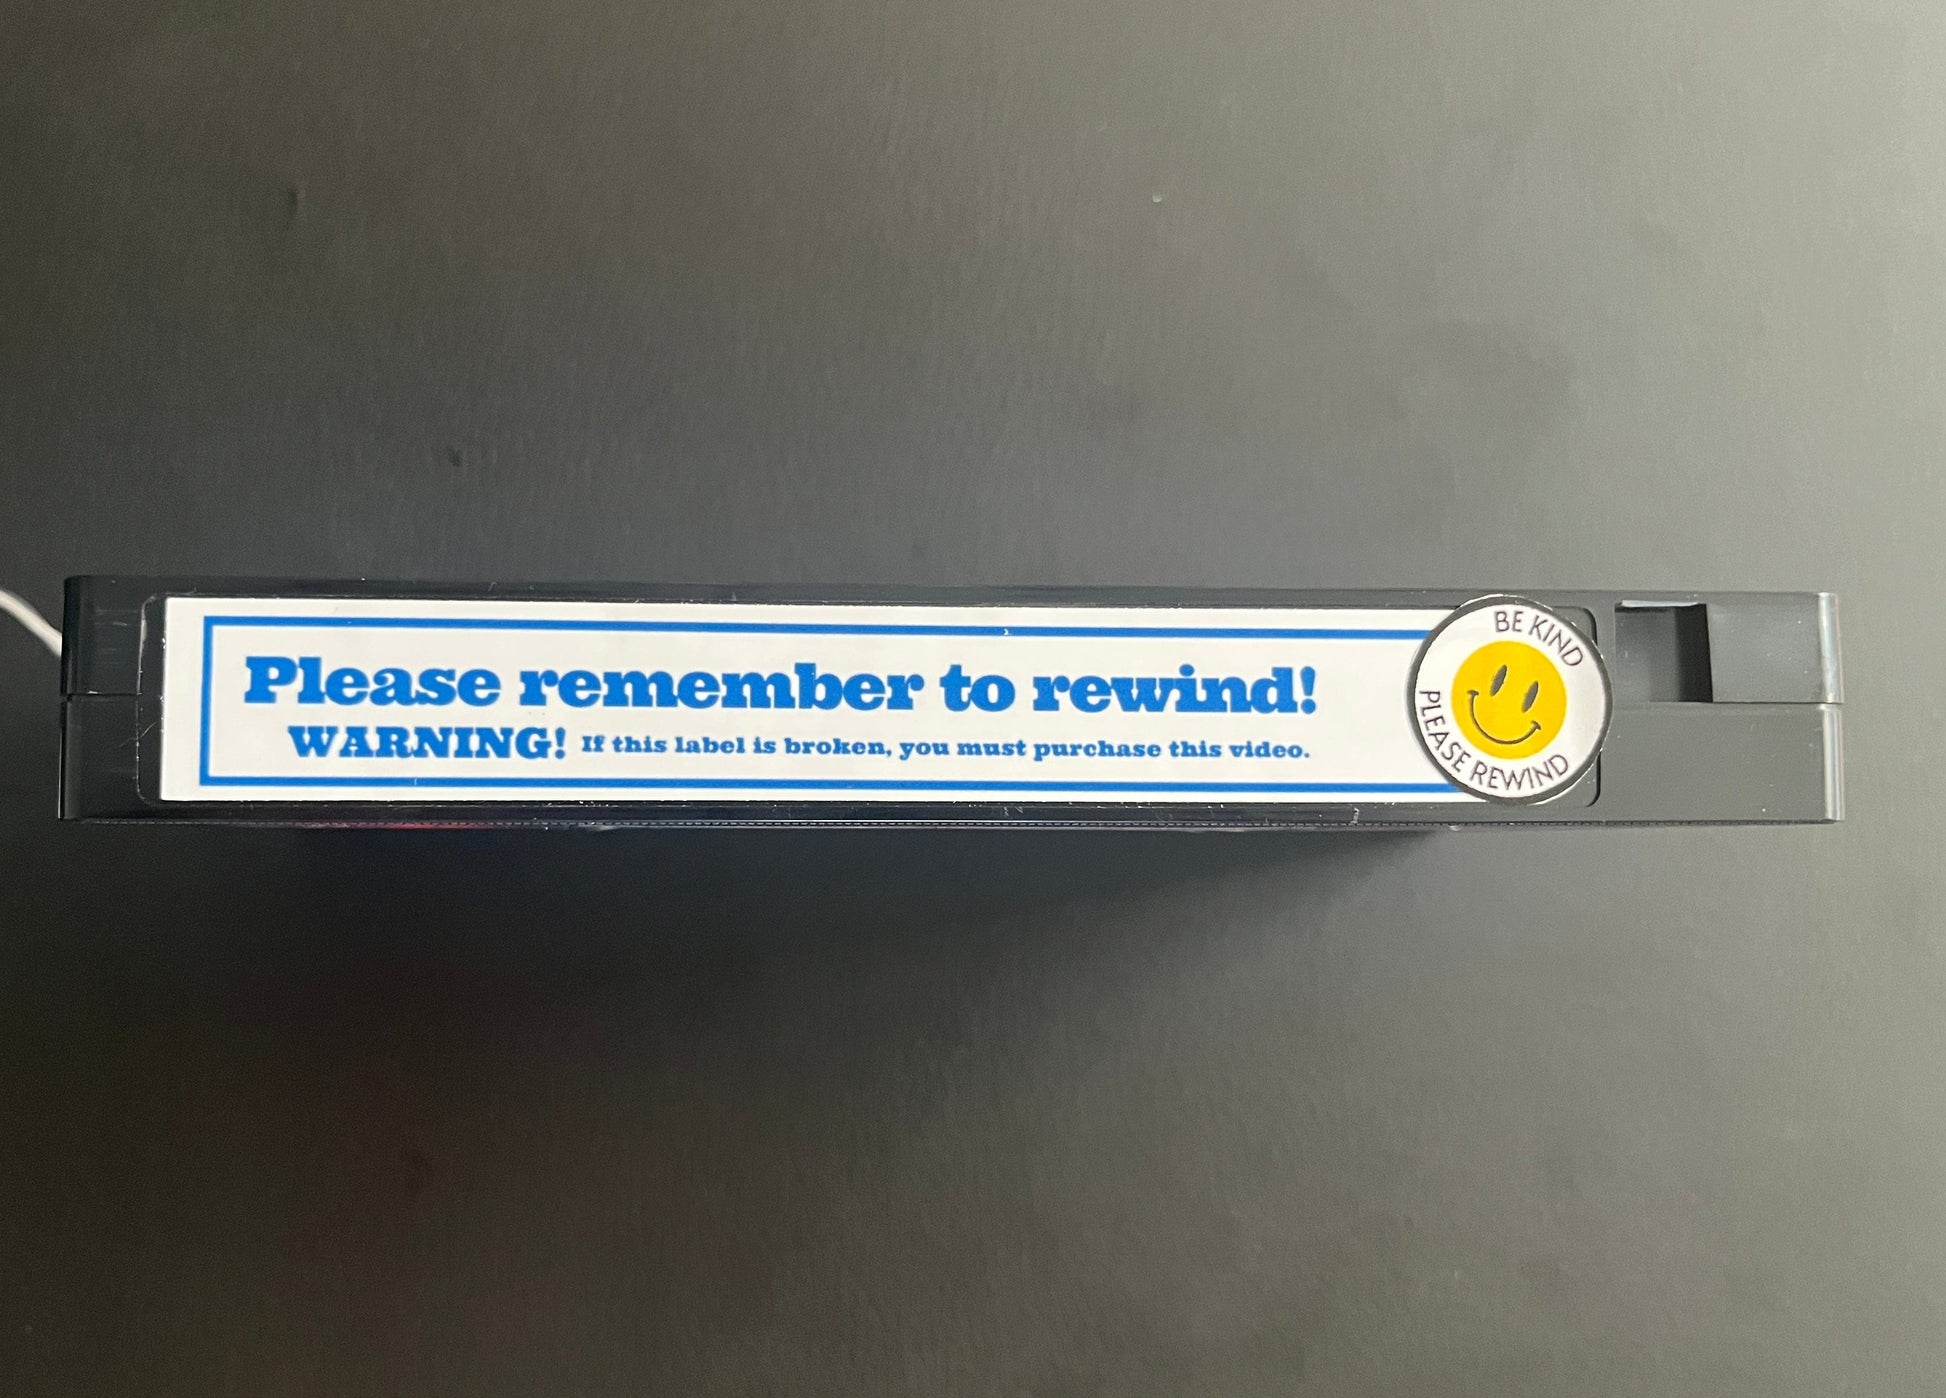 Please remember to rewind!
WARNING! If this label is broken, you must purchase this video.
BE KIND
PLEASE REWIND